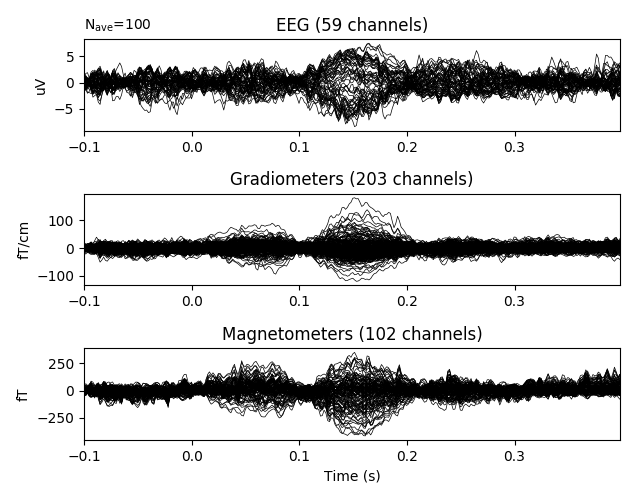 Nave=100
EEG (59 channels)
uV
5
0
−5
−0.1 0.0 0.1 0.2 0.3
Gradiometers (203 channels)
fT/cm
100
0
−100
−0.1 0.0 0.1 0.2 0.3
Magnetometers (102 channels)
fT
250
0
−250
−0.1 0.0 0.1 0.2 0.3
Time (s)